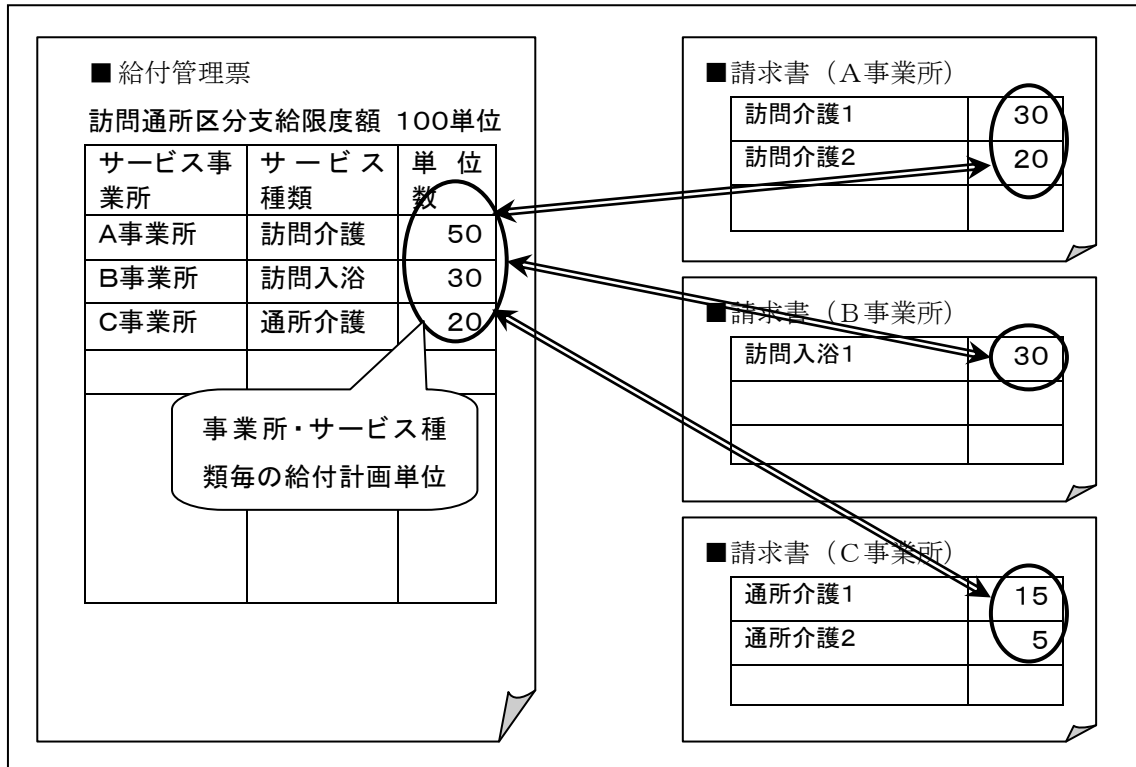 ■給付管理票
訪問通所区分支給限度額 100単位
サービス事業所 サービス種類 単位数
A事業所 訪問介護 50
B事業所 訪問入浴 30
C事業所 通所介護 20
事業所・サービス種
類毎の給付計画単位
■請求書（A事業所）
訪問介護1 30
訪問介護2 20
■請求書（B事業所）
訪問入浴1 30
■請求書（C事業所）
通所介護1 15
通所介護2 5